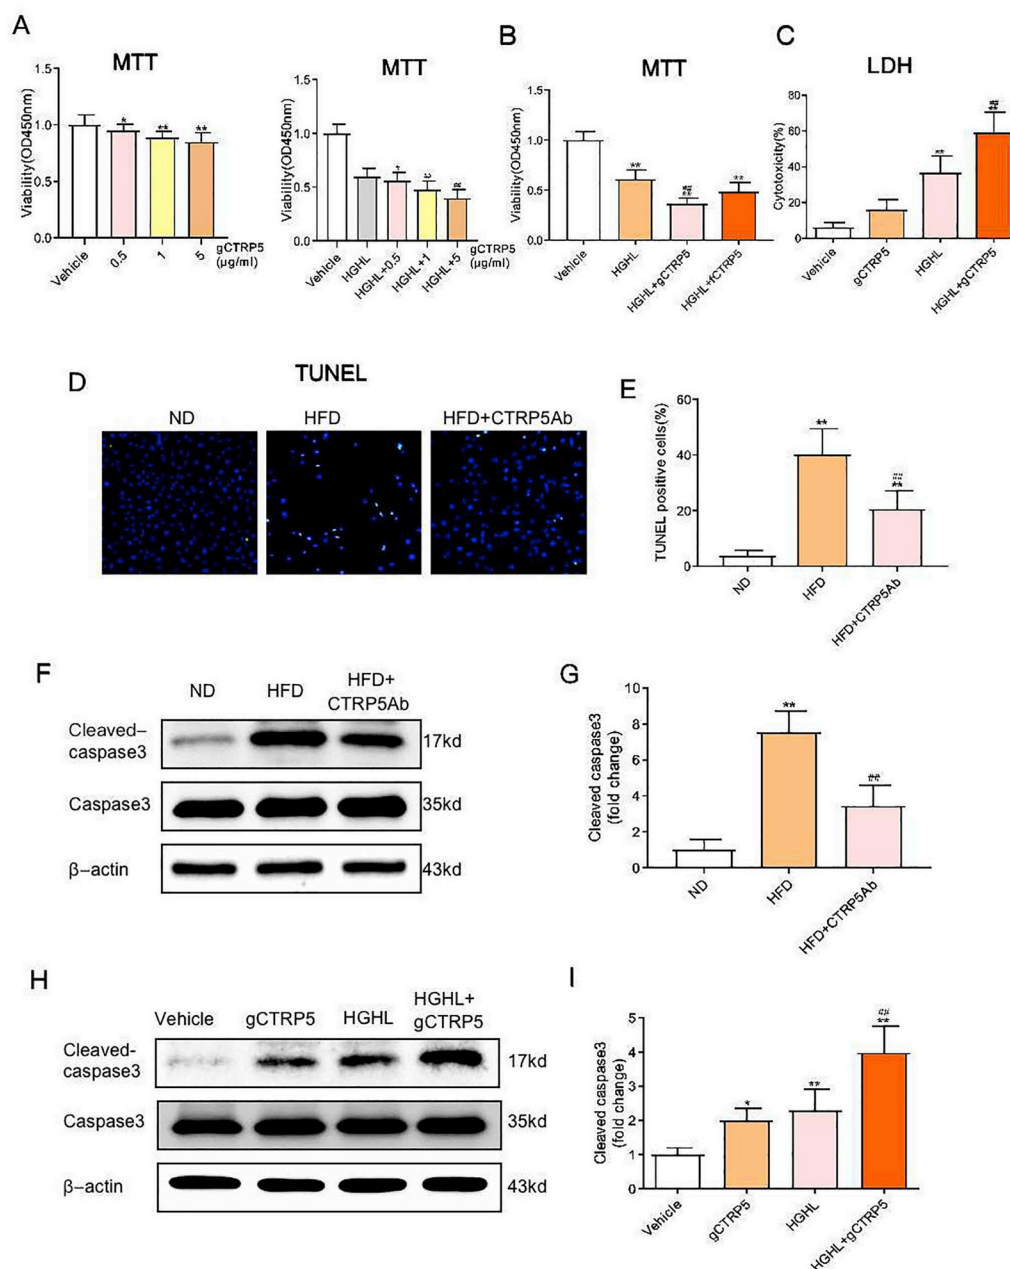 A
MTT
Viability(OD450nm)
1.5
1.0
0.5
0.0
*
**
**
Vehicle
0.5
1
5
gCTRP5
(μg/ml)
MTT
Viability(OD450nm)
1.5
1.0
0.5
0.0
Vehicle
HGHL
HGHL+0.5
HGHL+1
HGHL+5
gCTRP5
(μg/ml)
B
MTT
Viability(OD450nm)
1.5
1.0
0.5
0.0
**
##
**
**
Vehicle
HGHL
HGHL+gCTRP5
HGHL+fCTRP5
C
LDH
Cytotoxicity(%)
80
60
40
20
0
**
##
**
Vehicle
gCTRP5
HGHL
HGHL+gCTRP5
D
TUNEL
ND
HFD
HFD+CTRP5Ab
E
TUNEL positive cells(%)
60
40
20
0
**
##
**
ND
HFD
HFD+CTRP5Ab
F
ND
HFD
HFD+
CTRP5Ab
Cleaved–
caspase3
17kd
Caspase3
35kd
β–actin
43kd
G
Cleaved caspase3
(fold change)
10
8
6
4
2
0
**
##
ND
HFD
HFD+CTRP5Ab
H
Vehicle
gCTRP5
HGHL
HGHL+
gCTRP5
Cleaved-
caspase3
17kd
Caspase3
35kd
β–actin
43kd
I
Cleaved caspase3
(fold change)
5
4
3
2
1
0
*
**
##
**
Vehicle
gCTRP5
HGHL
HGHL+gCTRP5